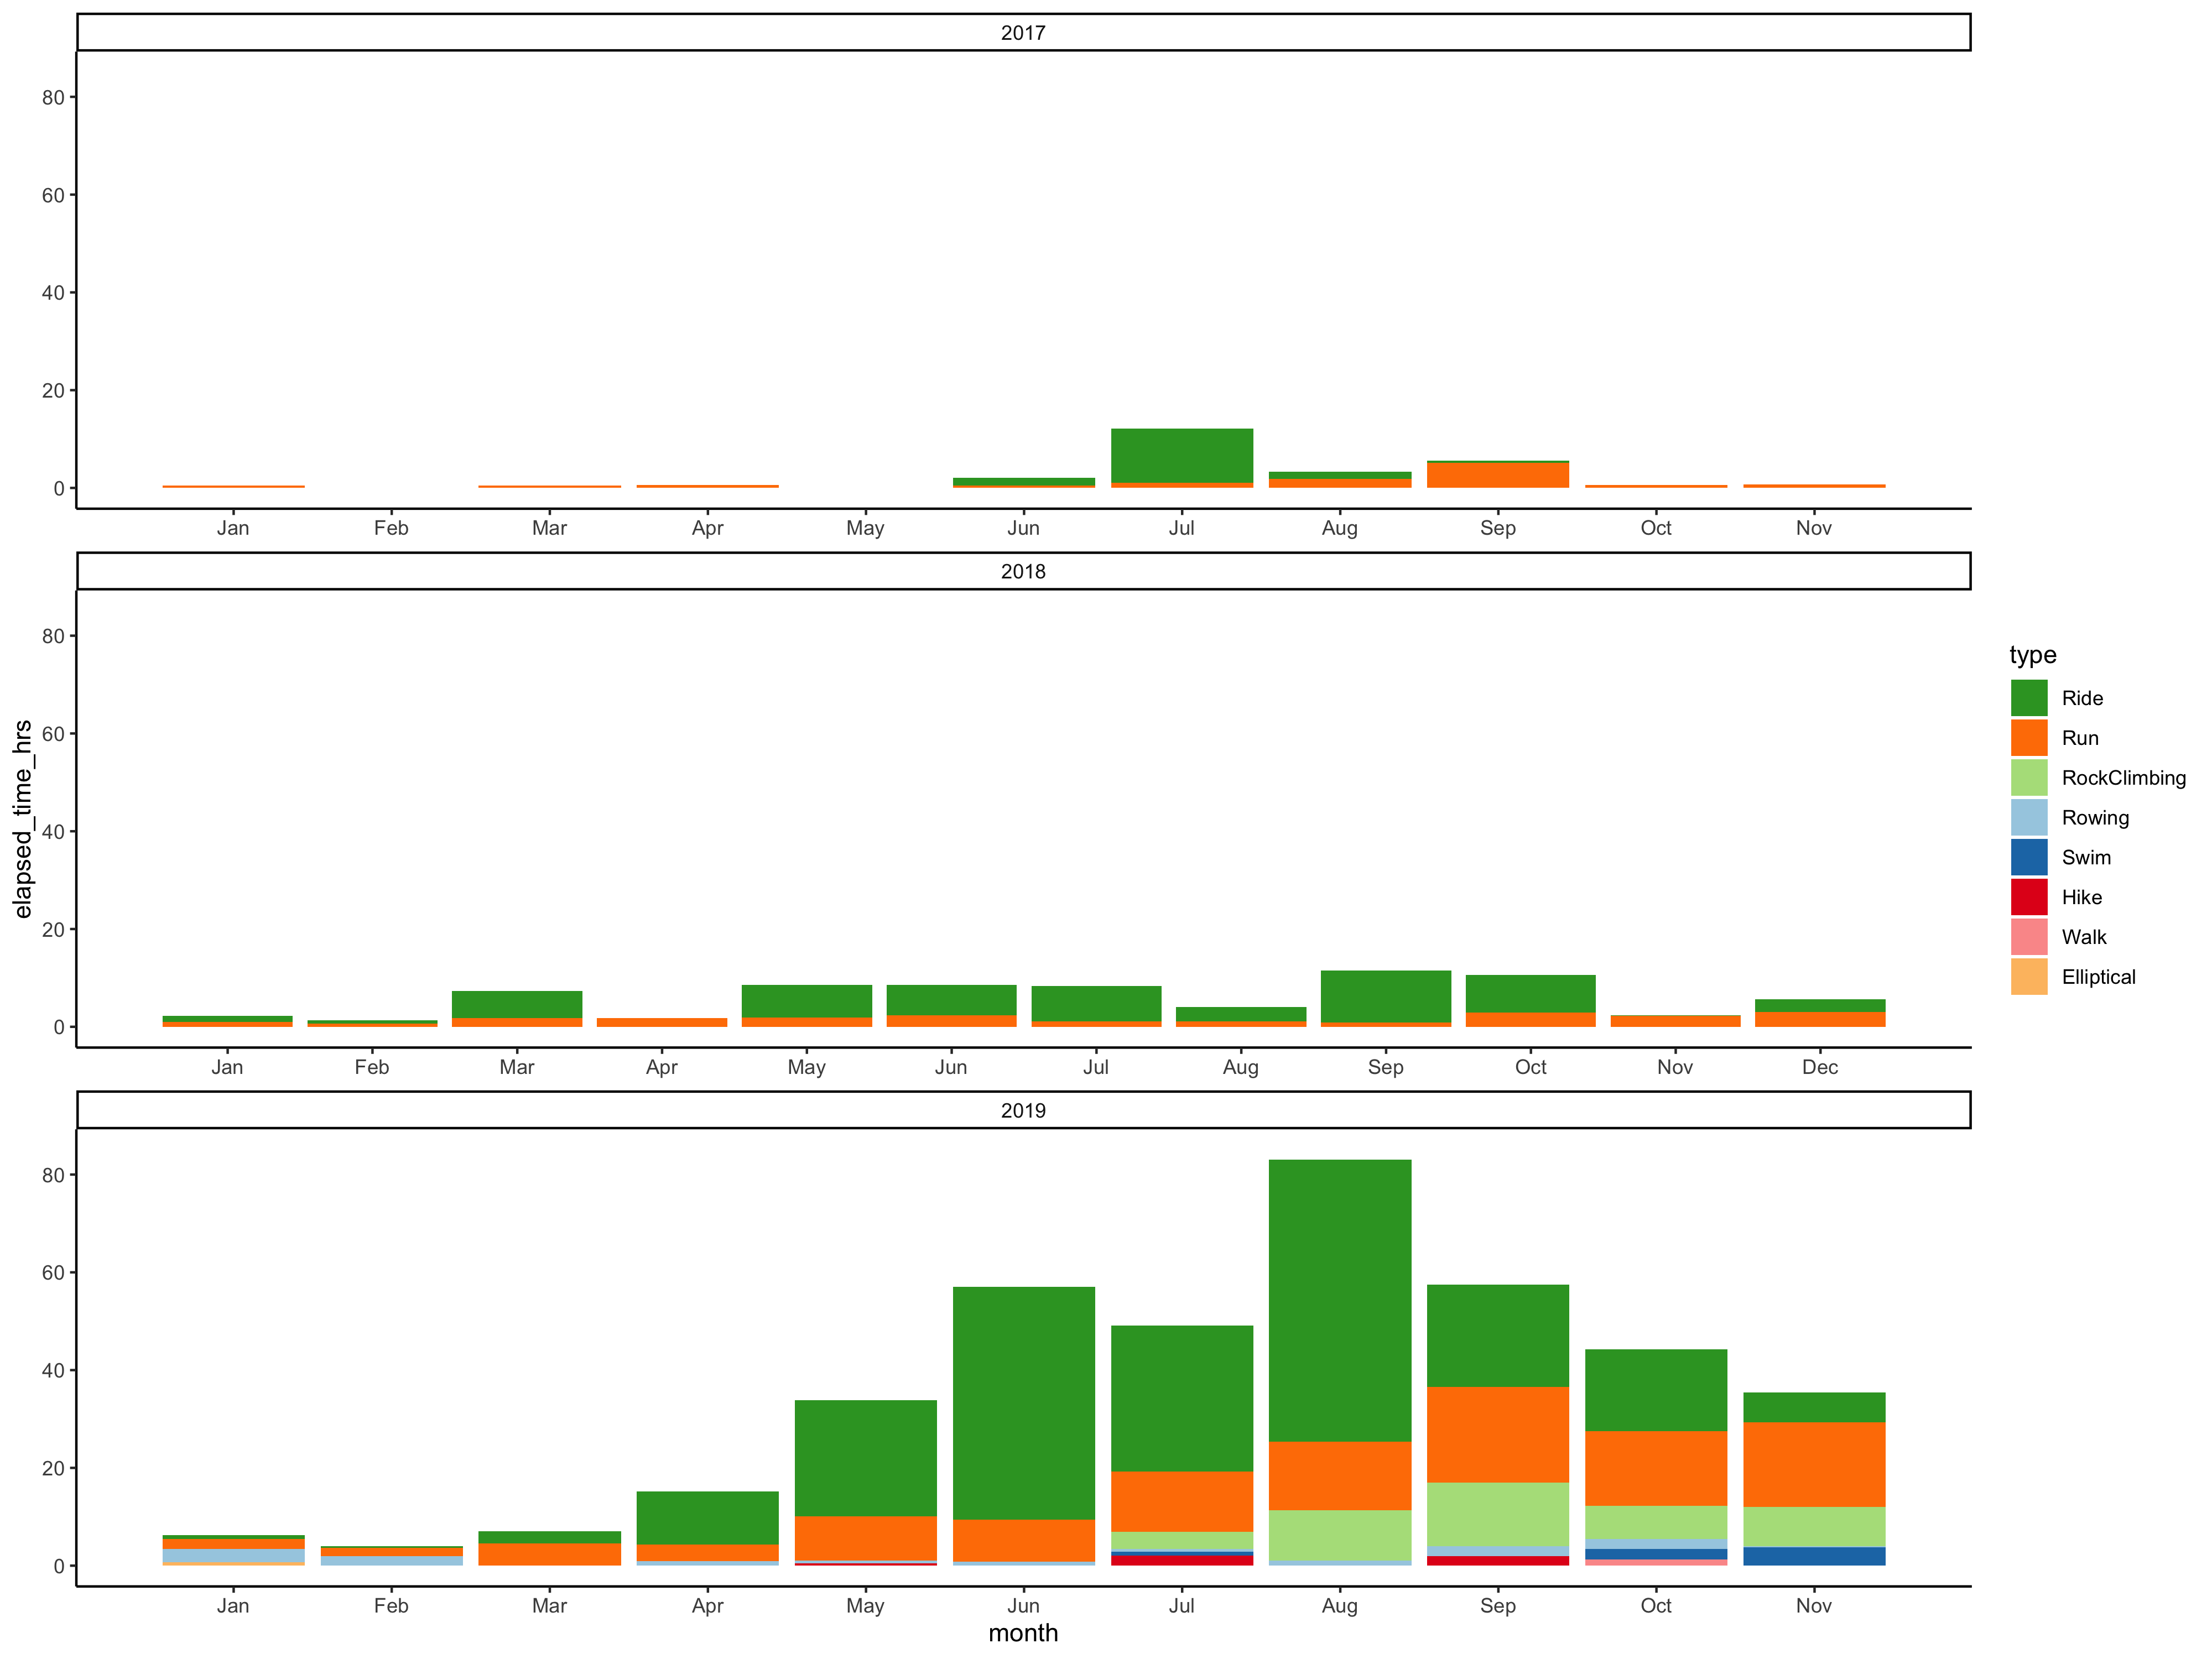 2017
80
60
40
20
0
Jan Feb Mar Apr May Jun Jul Aug Sep Oct Nov
2018
80
60
40
20
0
Jan Feb Mar Apr May Jun Jul Aug Sep Oct Nov Dec
2019
80
60
40
20
0
Jan Feb Mar Apr May Jun Jul Aug Sep Oct Nov
month
elapsed_time_hrs
type
Ride
Run
RockClimbing
Rowing
Swim
Hike
Walk
Elliptical